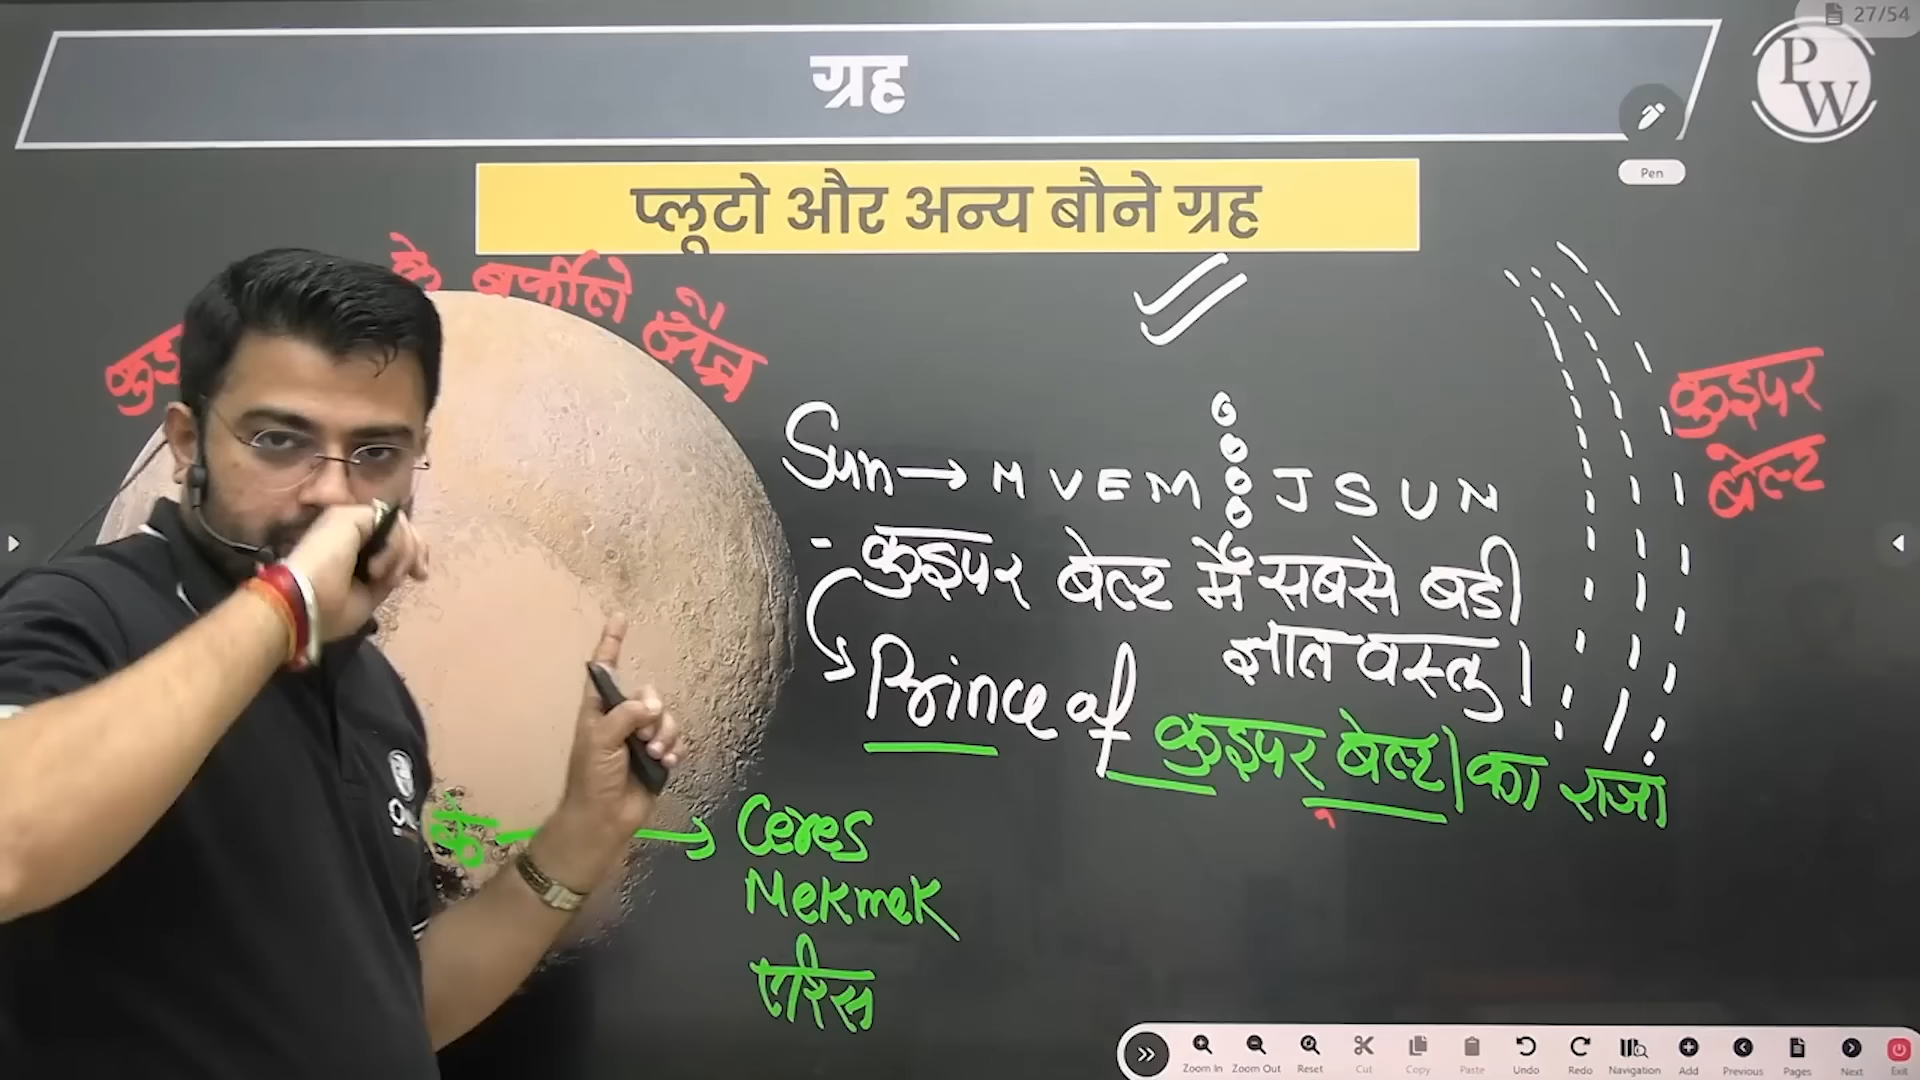 27/54
ग्रह
PW
Pen
प्लूटो और अन्य बौने ग्रह
के बर्फीले क्षेत्र
कुइपर
बेल्ट
Sun → M V E M J S U N
- कुइपर बेल्ट में सबसे बडी
ज्ञात वस्तु।
Prince of कुइपर बेल्ट। का राजा
Ceres
Mekmek
एरिस
Zoom In Zoom Out Reset Cut Copy Paste Undo Redo Navigation Add Previous Pages Next Exit